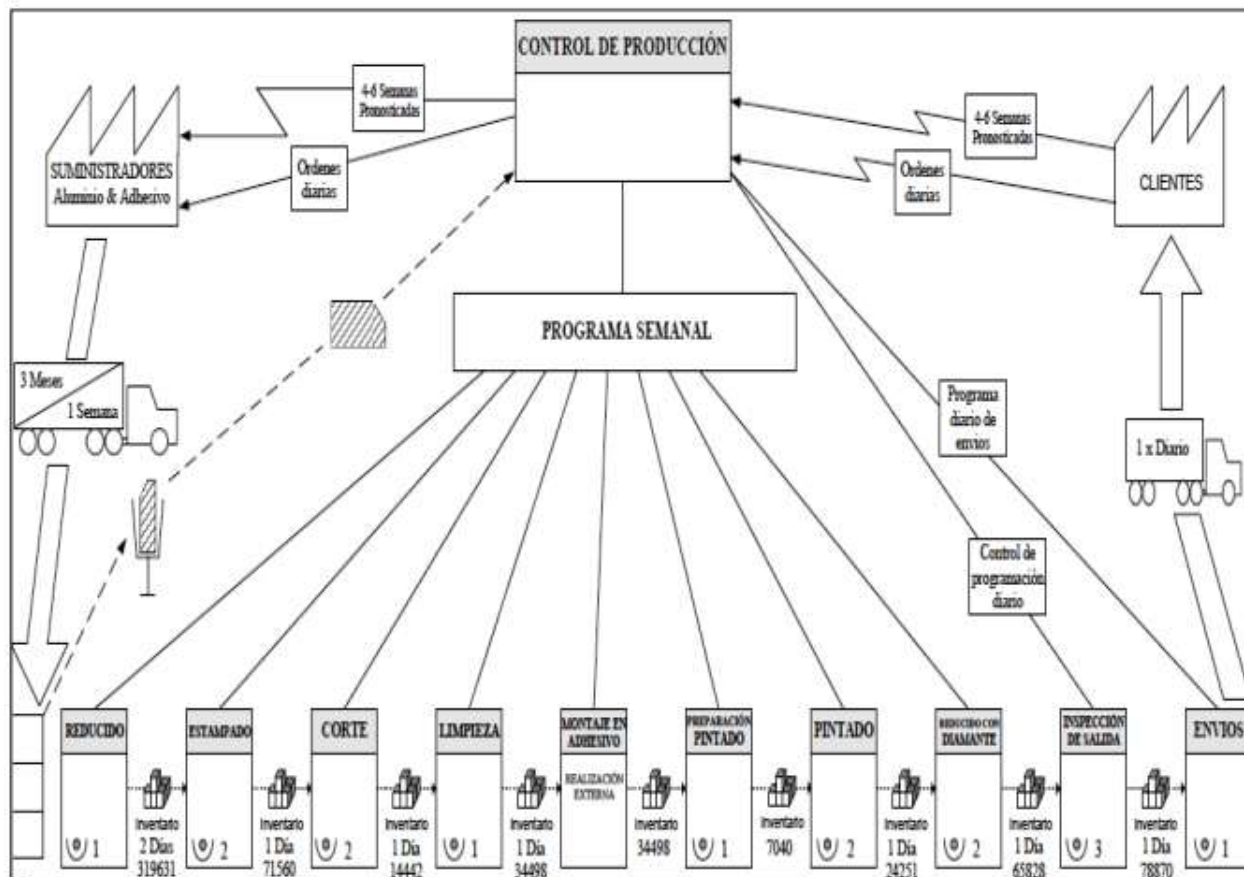 CONTROL DE PRODUCCIÓN
4-6 Semanas
Pronosticadas
4-6 Semanas
Pronosticadas
SUMINISTRADORES
Aluminio & Adhesivo
Ordenes
diarias
Ordenes
diarias
CLIENTES
PROGRAMA SEMANAL
3 Meses
1 Semana
Programa
diario de
envios
1 x Diario
Control de
programación
diario
REDUCIDO
1
ESTAMPADO
2
CORTE
2
LIMPIEZA
1
MONTAJE EN
ADHESIVO
REALIZACIÓN
EXTERNA
PREPARACIÓN
PINTADO
1
PINTADO
2
REDUCIDO CON
DIAMANTE
2
INSPECCIÓN
DE SALIDA
3
ENVIOS
1
Inventario
2 Días
319631
Inventario
1 Día
71560
Inventario
1 Día
14442
Inventario
1 Día
34498
Inventario
34498
Inventario
7040
Inventario
1 Día
24251
Inventario
1 Día
65828
Inventario
1 Día
78870